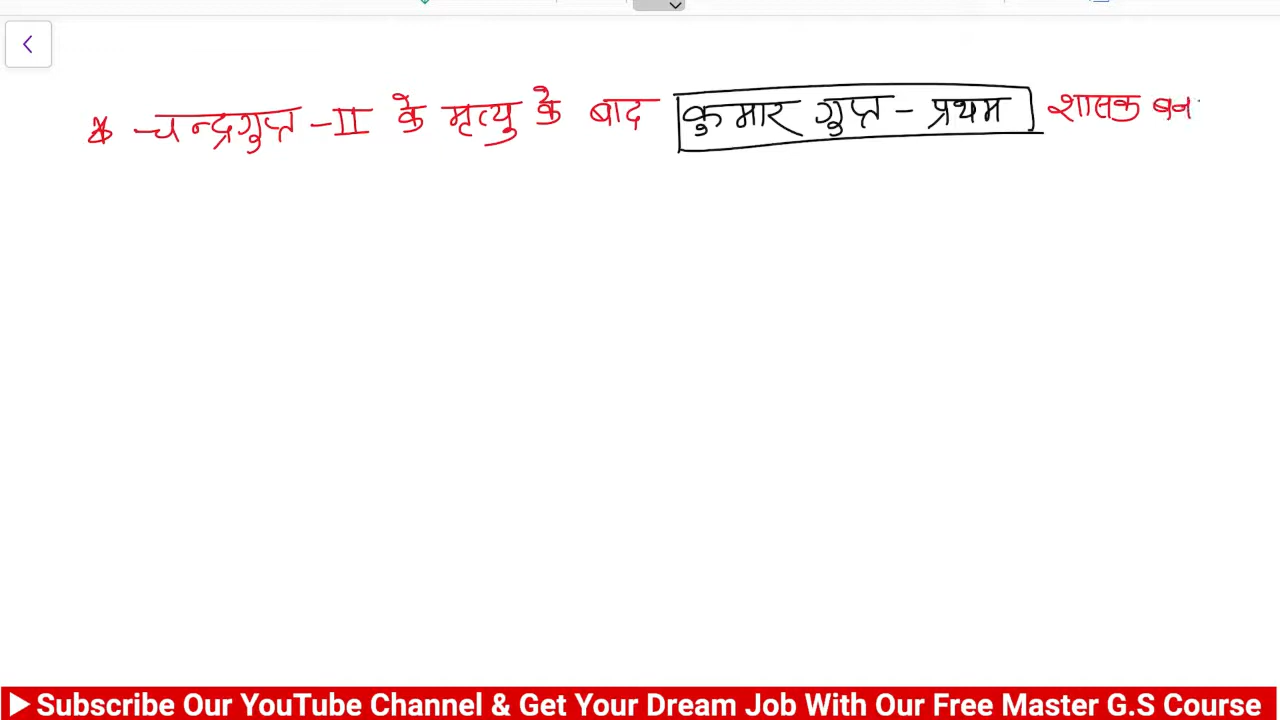 * चन्द्रगुप्त - II के मृत्यु के बाद कुमार गुप्त - प्रथम शासक बन
▶ Subscribe Our YouTube Channel & Get Your Dream Job With Our Free Master G.S Course